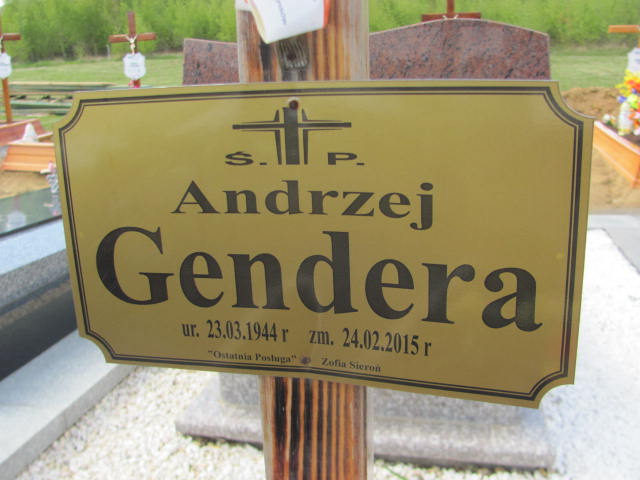 Ś. P.
Andrzej
Gendera
ur. 23.03.1944 r zm. 24.02.2015 r
"Ostatnia Posługa" Zofia Sieroń